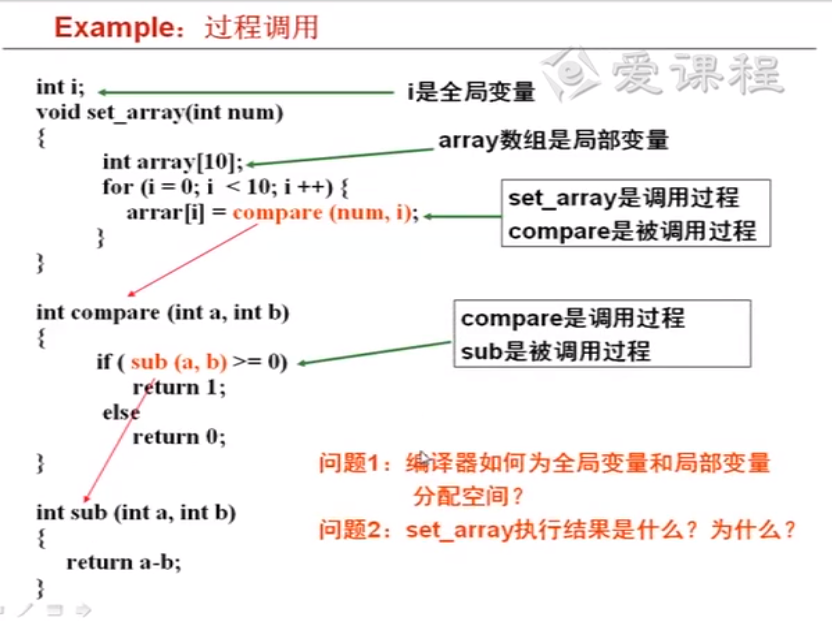 Example：过程调用
爱课程
int i;
i是全局变量
void set_array(int num)
{
array数组是局部变量
int array[10];
for (i = 0; i < 10; i ++) {
arrar[i] = compare (num, i);
set_array是调用过程
compare是被调用过程
}
}
int compare (int a, int b)
{
compare是调用过程
sub是被调用过程
if ( sub (a, b) >= 0)
return 1;
else
return 0;
}
问题1：编译器如何为全局变量和局部变量
分配空间？
问题2：set_array执行结果是什么？为什么？
int sub (int a, int b)
{
return a-b;
}